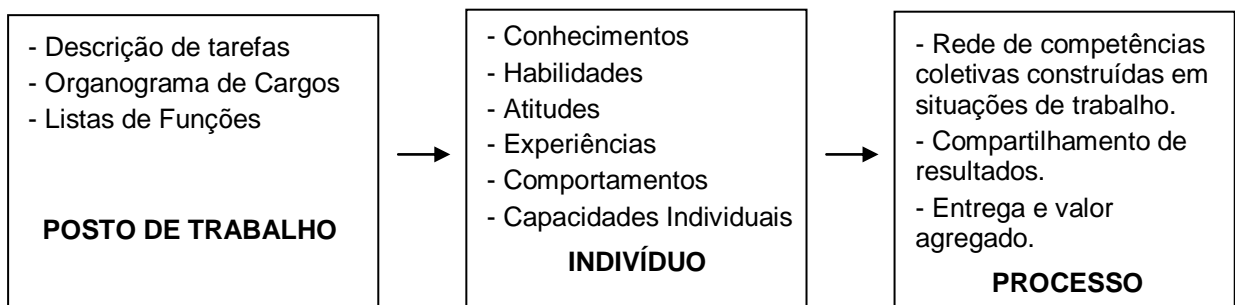 - Descrição de tarefas
- Organograma de Cargos
- Listas de Funções
POSTO DE TRABALHO
- Conhecimentos
- Habilidades
- Atitudes
- Experiências
- Comportamentos
- Capacidades Individuais
INDIVÍDUO
- Rede de competências
coletivas construídas em
situações de trabalho.
- Compartilhamento de
resultados.
- Entrega e valor
agregado.
PROCESSO